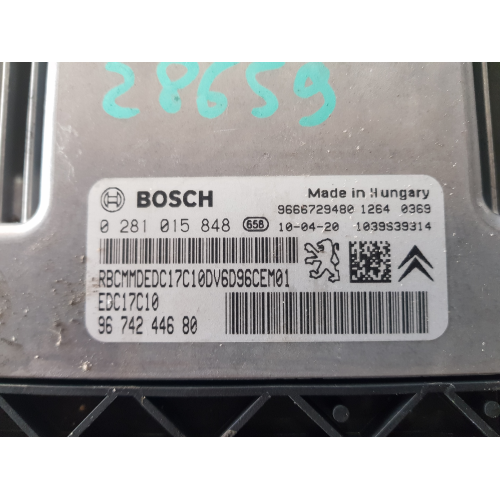 28659
BOSCH
Made in Hungary
0 281 015 848 658
9666729480 1264 0369
10-04-20 1039S39314
RBCMMDEDC17C10DV6D96CEM01
EDC17C10
96 742 446 80